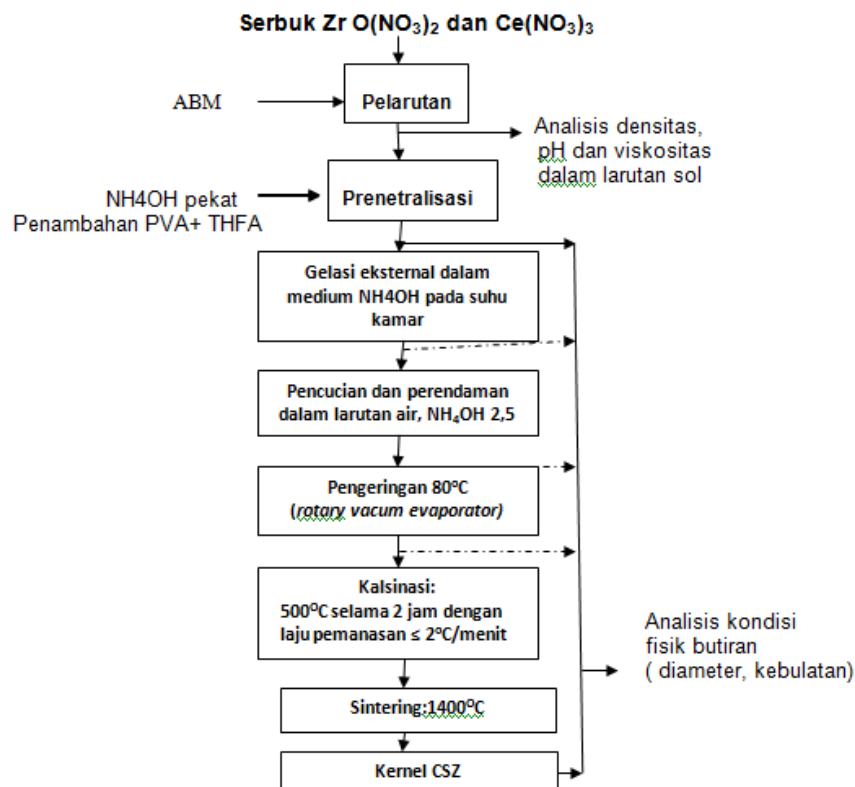 Serbuk Zr O(NO₃)₂ dan Ce(NO₃)₃
ABM
Pelarutan
Analisis densitas,
pH dan viskositas
dalam larutan sol
NH4OH pekat
Penambahan PVA+ THFA
Prenetralisasi
Gelasi eksternal dalam
medium NH4OH pada suhu
kamar
Pencucian dan perendaman
dalam larutan air, NH₄OH 2,5
Pengeringan 80°C
(rotary vacum evaporator)
Kalsinasi:
500°C selama 2 jam dengan
laju pemanasan ≤ 2°C/menit
Analisis kondisi
fisik butiran
( diameter, kebulatan)
Sintering:1400°C
Kernel CSZ